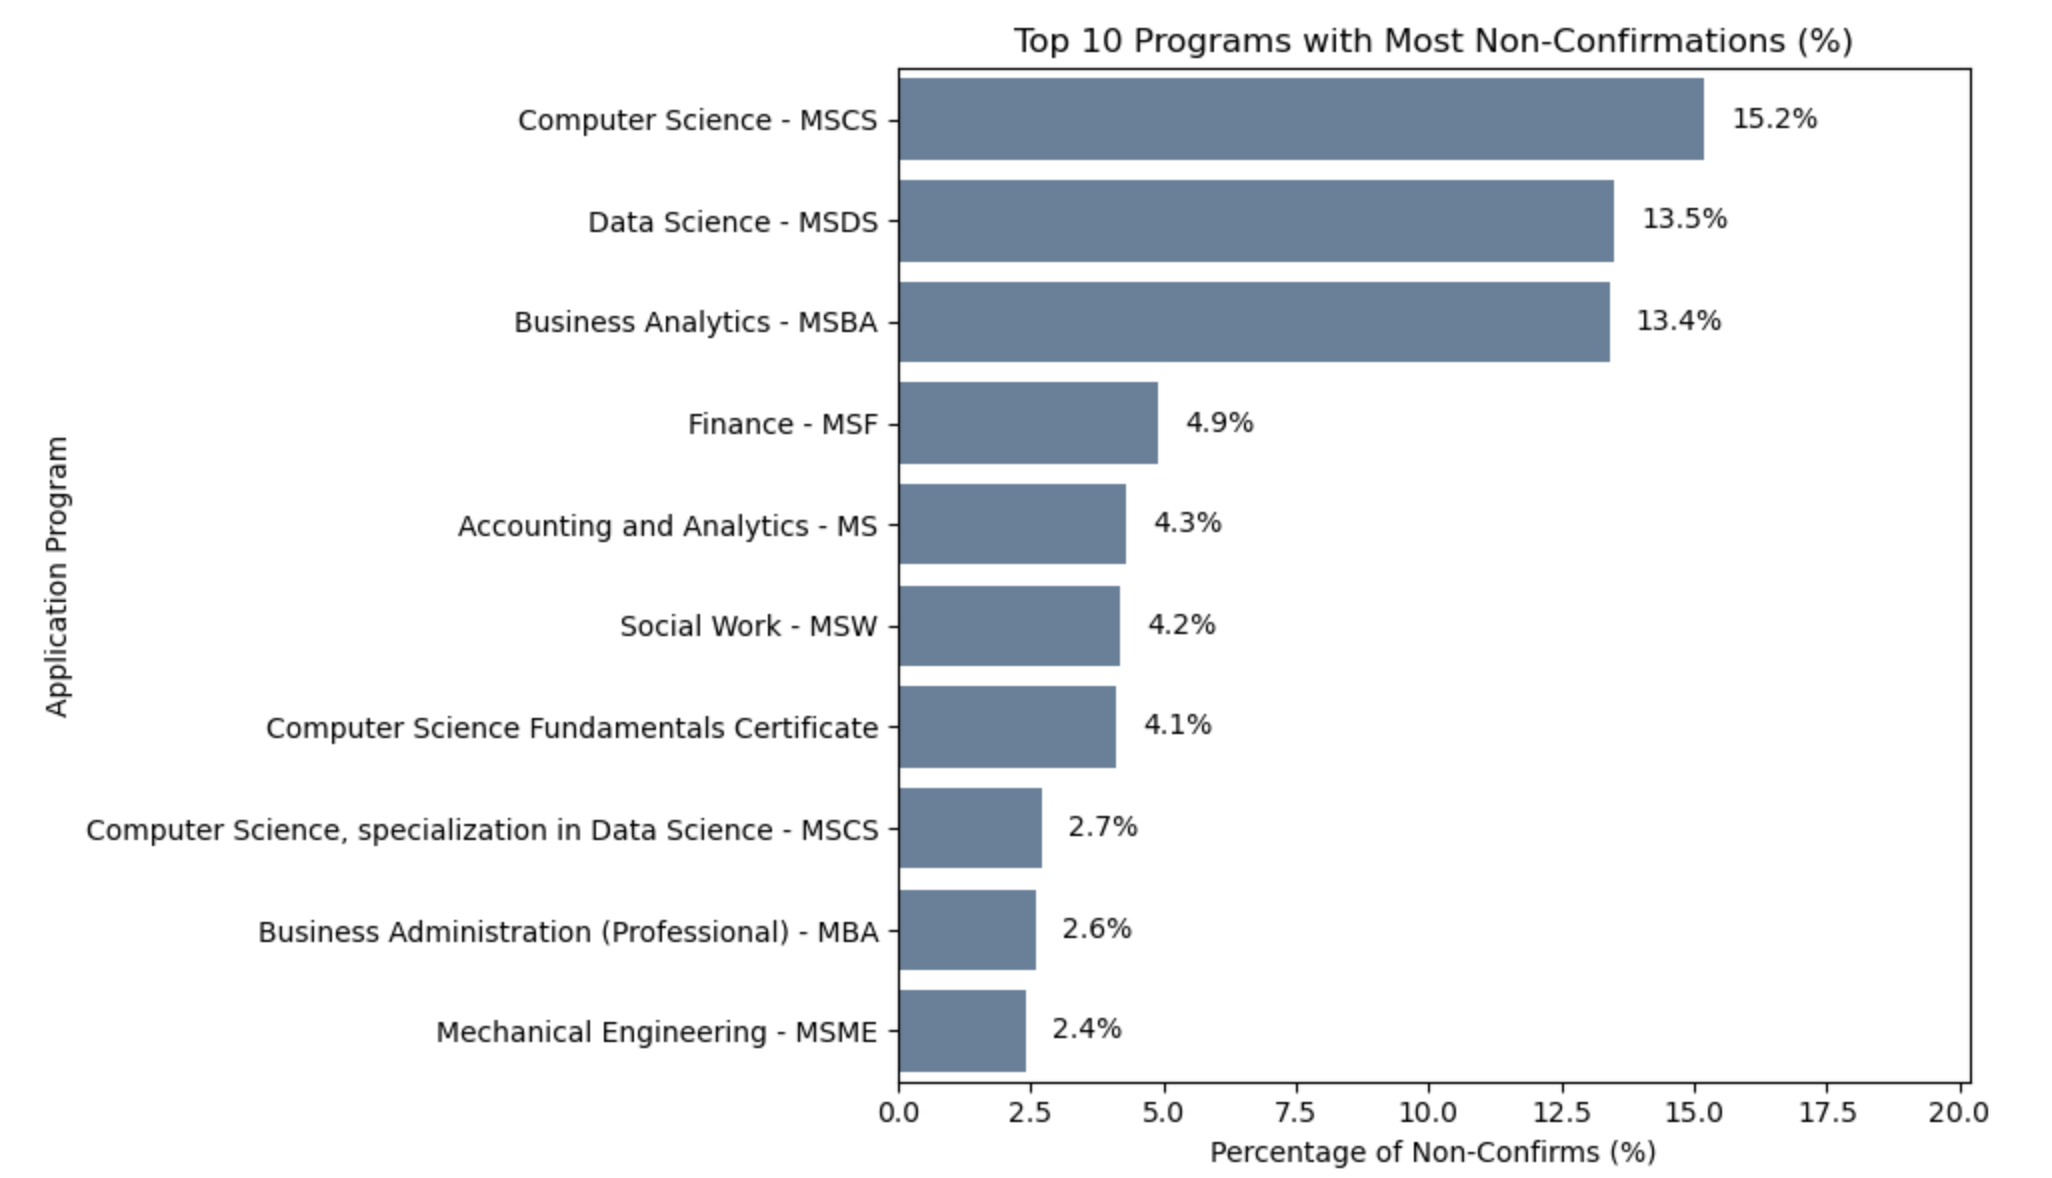 Top 10 Programs with Most Non-Confirmations (%)
Application Program
Computer Science - MSCS
15.2%
Data Science - MSDS
13.5%
Business Analytics - MSBA
13.4%
Finance - MSF
4.9%
Accounting and Analytics - MS
4.3%
Social Work - MSW
4.2%
Computer Science Fundamentals Certificate
4.1%
Computer Science, specialization in Data Science - MSCS
2.7%
Business Administration (Professional) - MBA
2.6%
Mechanical Engineering - MSME
2.4%
0.0 2.5 5.0 7.5 10.0 12.5 15.0 17.5 20.0
Percentage of Non-Confirms (%)